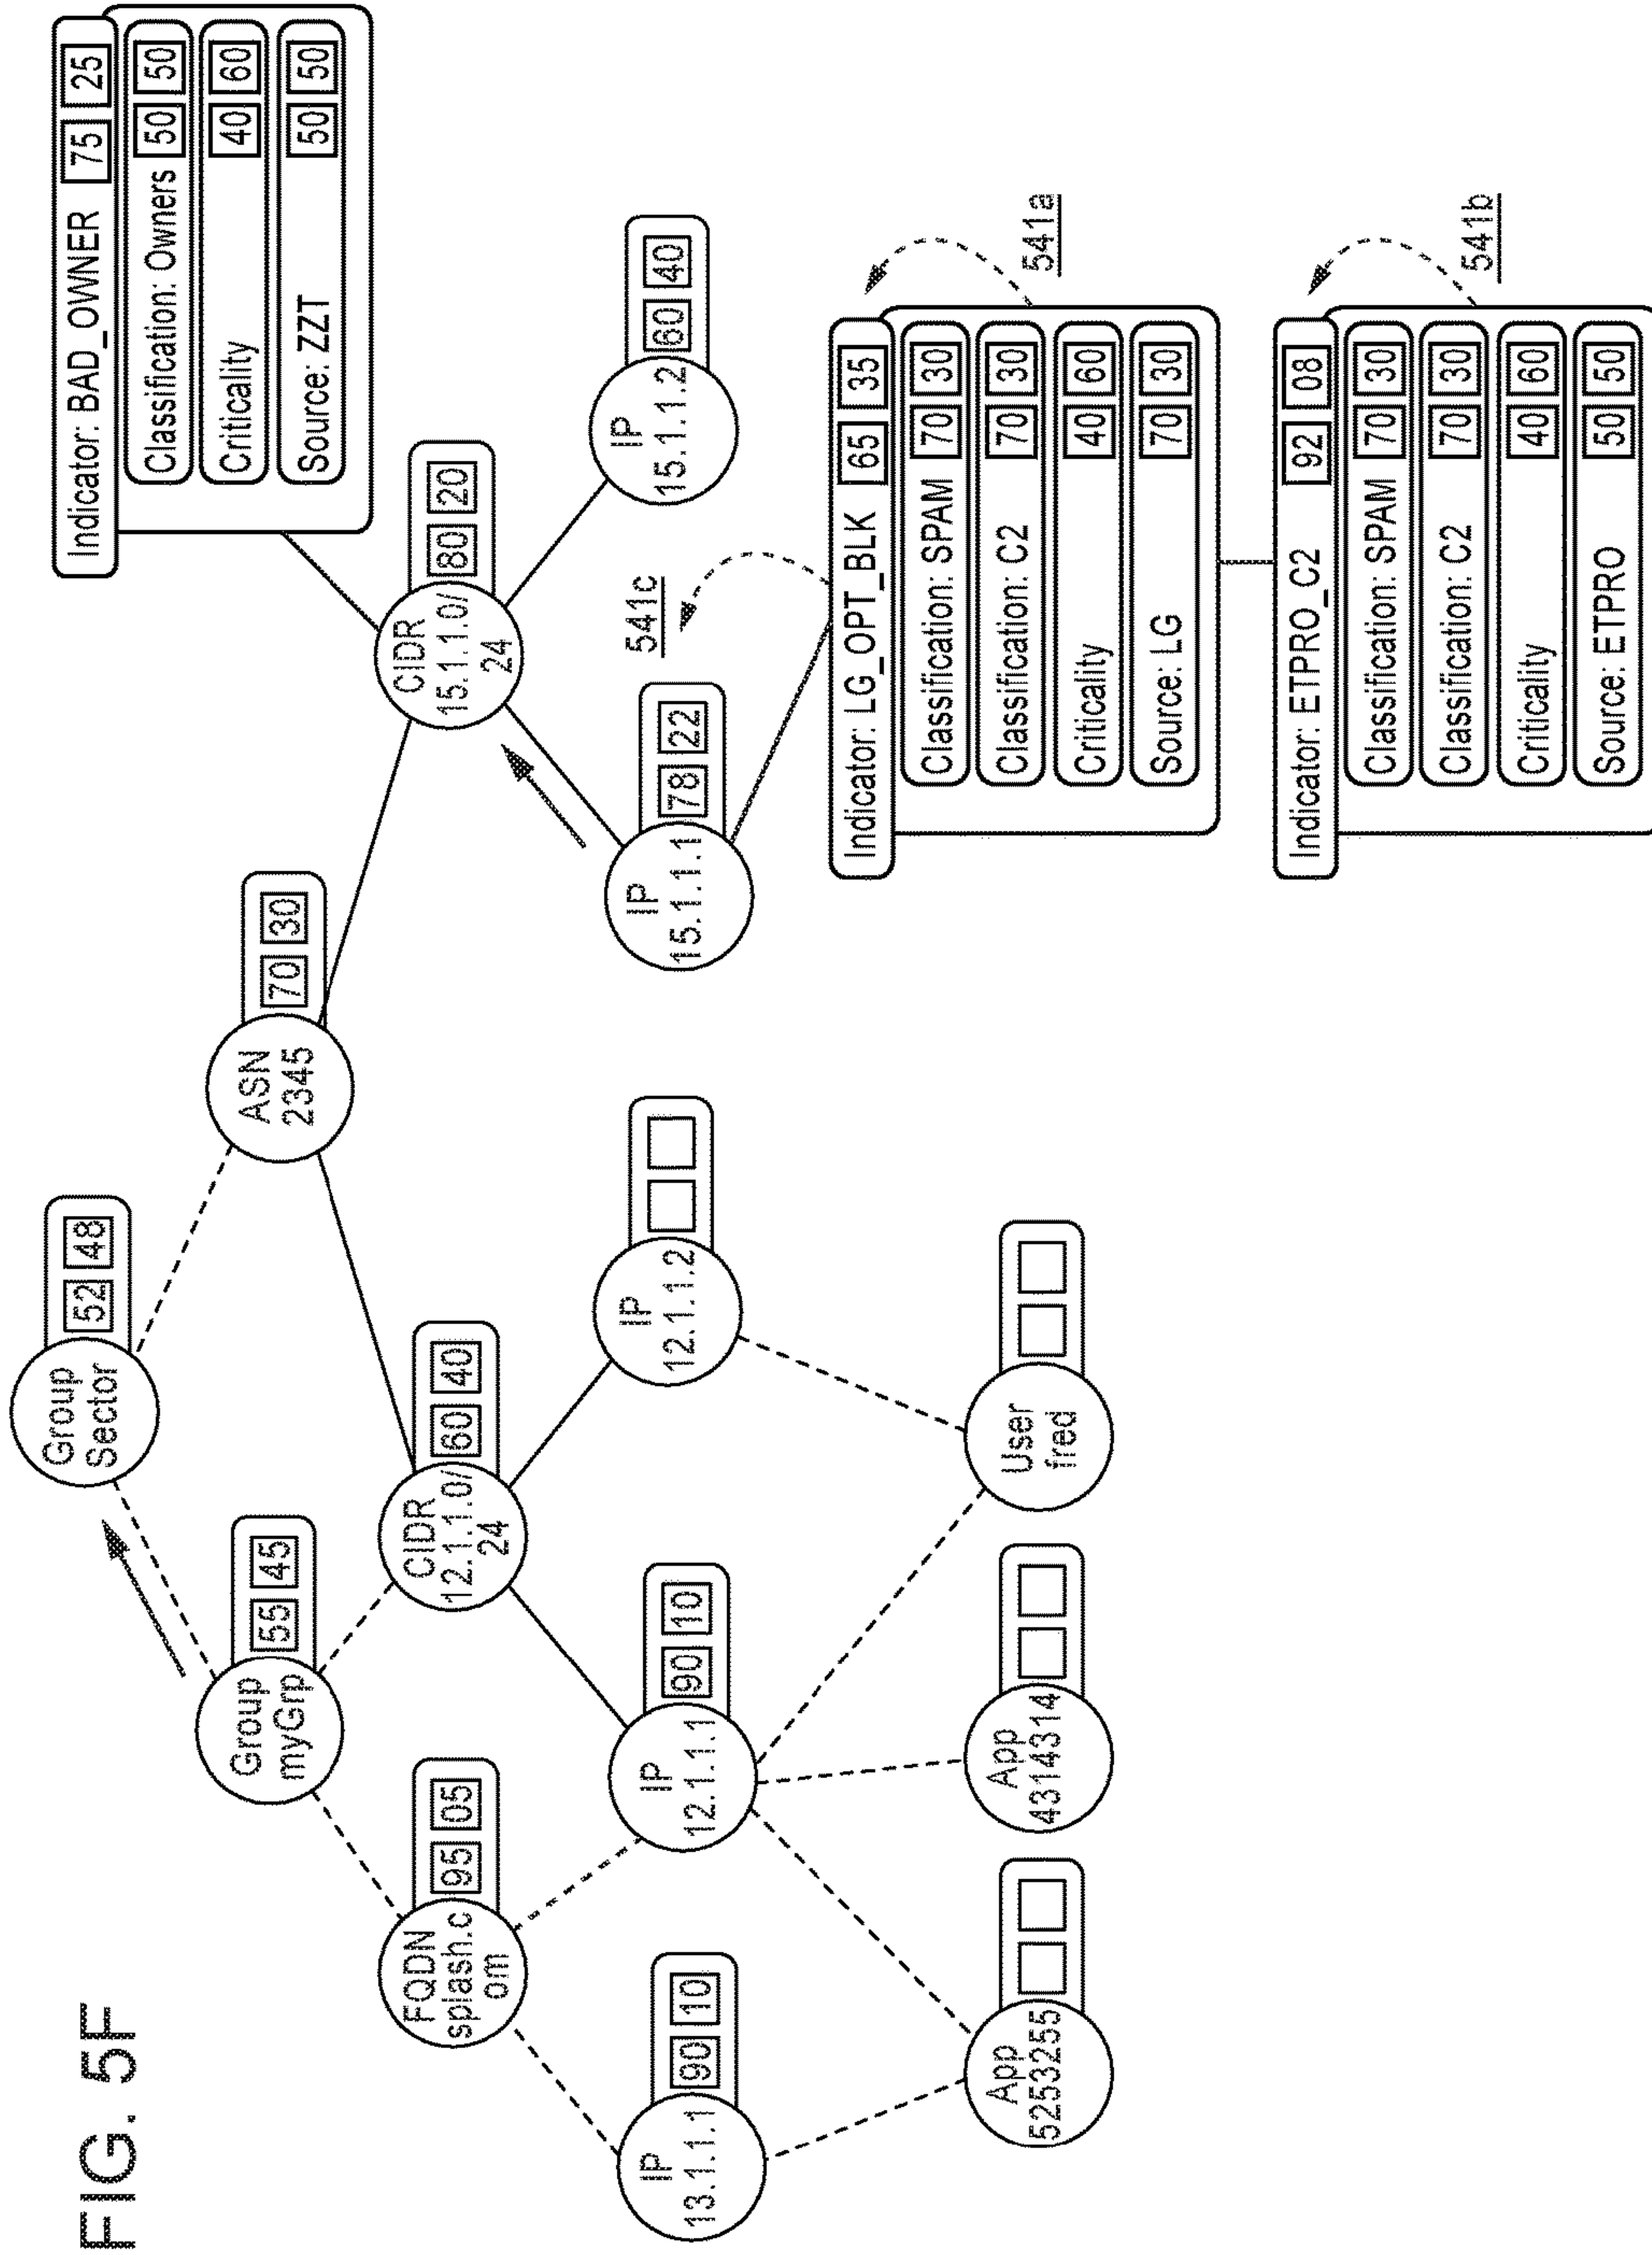 FIG. 5F
Group
Sector
52 48
Group
myGrp
55 45
ASN
2345
70 30
Indicator: BAD_OWNER 75 25
Classification: Owners 50 50
Criticality 40 60
Source: ZZT 50 50
FQDN
splash.c
om
95 05
CIDR
12.1.1.0/
24
60 40
CIDR
15.1.1.0/
24
80 20
IP
13.1.1.1
90 10
IP
12.1.1.1
90 10
IP
12.1.1.2
IP
15.1.1.1
78 22
IP
15.1.1.2
60 40
541c
App
5253255
App
4314314
User
fred
Indicator: LG_OPT_BLK 65 35
Classification: SPAM 70 30
Classification: C2 70 30
Criticality 40 60
Source: LG 70 30
541a
Indicator: ETPRO_C2 92 08
Classification: SPAM 70 30
Classification: C2 70 30
Criticality 40 60
Source: ETPRO 50 50
541b